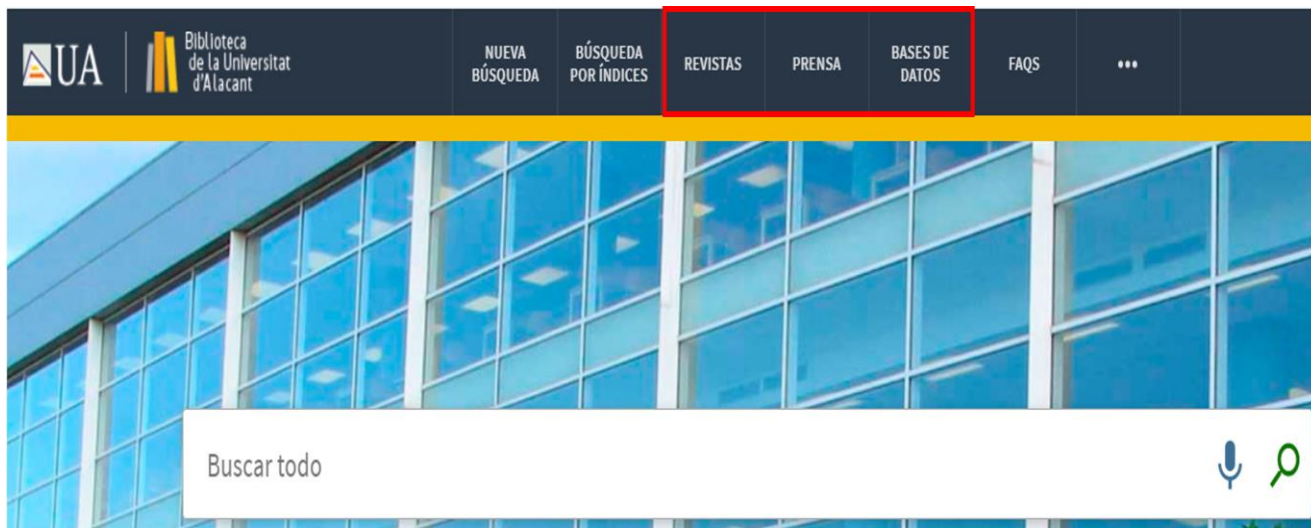 UA
Biblioteca
de la Universitat
d'Alacant
NUEVA
BÚSQUEDA
BÚSQUEDA
POR ÍNDICES
REVISTAS
PRENSA
BASES DE
DATOS
FAQS
•••
Buscar todo